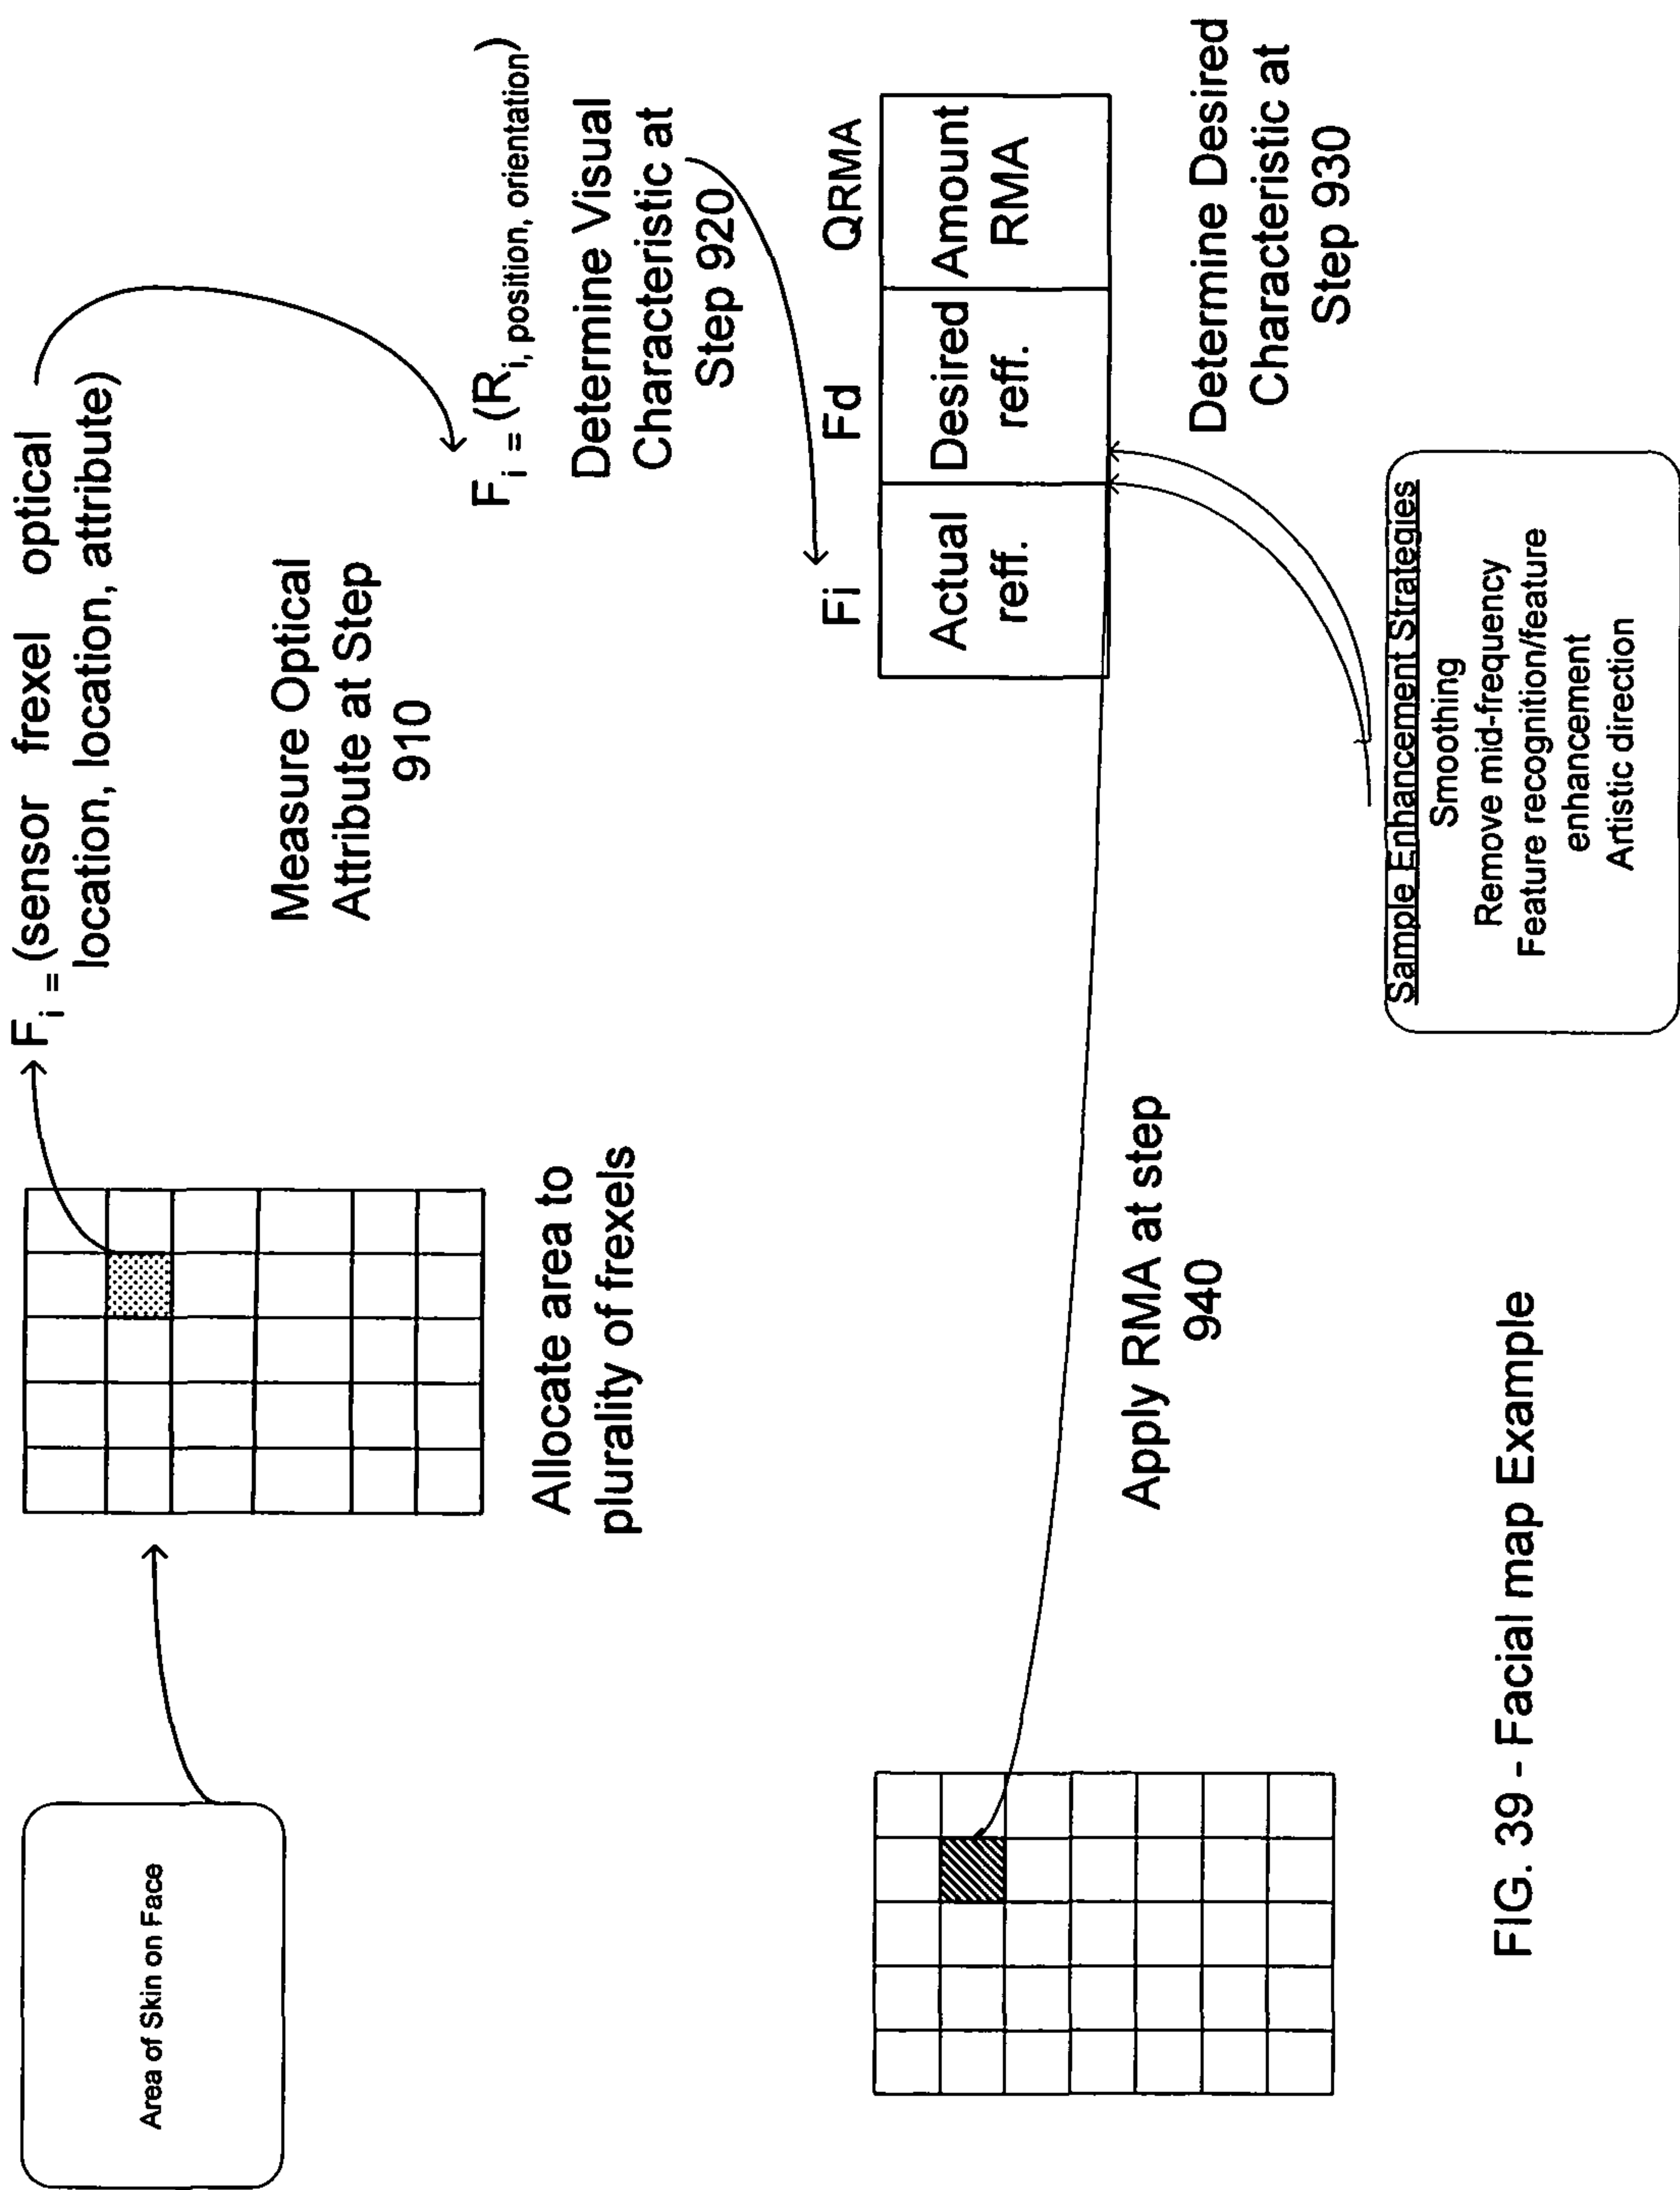 Area of Skin on Face
Allocate area to
plurality of frexels
F i = (sensor frexel optical
location, location, attribute)
Measure Optical
Attribute at Step
910
F i = (R i, position, orientation )
Determine Visual
Characteristic at
Step 920
Fi Fd QRMA
Actual Desired Amount
reff. reff. RMA
Determine Desired
Characteristic at
Step 930
Sample Enhancement Strategies
Smoothing
Remove mid-frequency
Feature recognition/feature
enhancement
Artistic direction
Apply RMA at step
940
FIG. 39 - Facial map Example